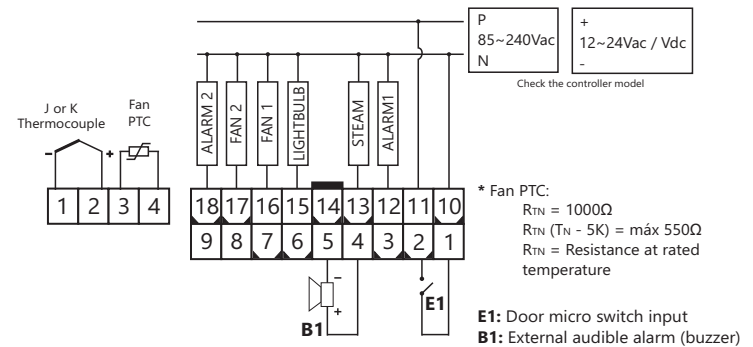 P
85~240Vac
N
+
12~24Vac / Vdc
-
Check the controller model
J or K
Thermocouple
Fan
PTC
- +
1 2 3 4
ALARM 2
FAN 2
FAN 1
LIGHTBULB
STEAM
ALARM1
18 17 16 15 14 13 12 11 10
9 8 7 6 5 4 3 2 1
-
+
B1
E1
* Fan PTC:
RTN = 1000Ω
RTN (TN - 5K) = máx 550Ω
RTN = Resistance at rated
temperature
E1: Door micro switch input
B1: External audible alarm (buzzer)